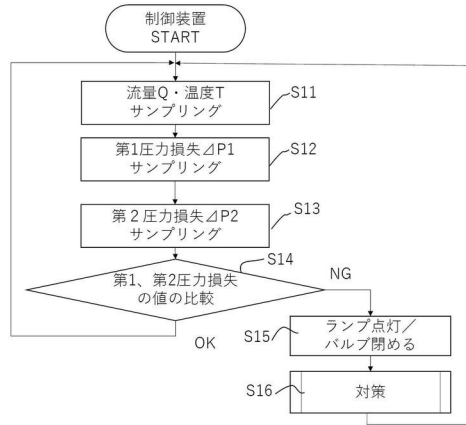 制御装置
START
流量Q・温度T
サンプリング
S11
第1圧力損失⊿P1
サンプリング
S12
第２圧力損失⊿P2
サンプリング
S13
S14
第1、第2圧力損失
の値の比較
NG
OK
S15
ランプ点灯／
バルブ閉める
S16
対策